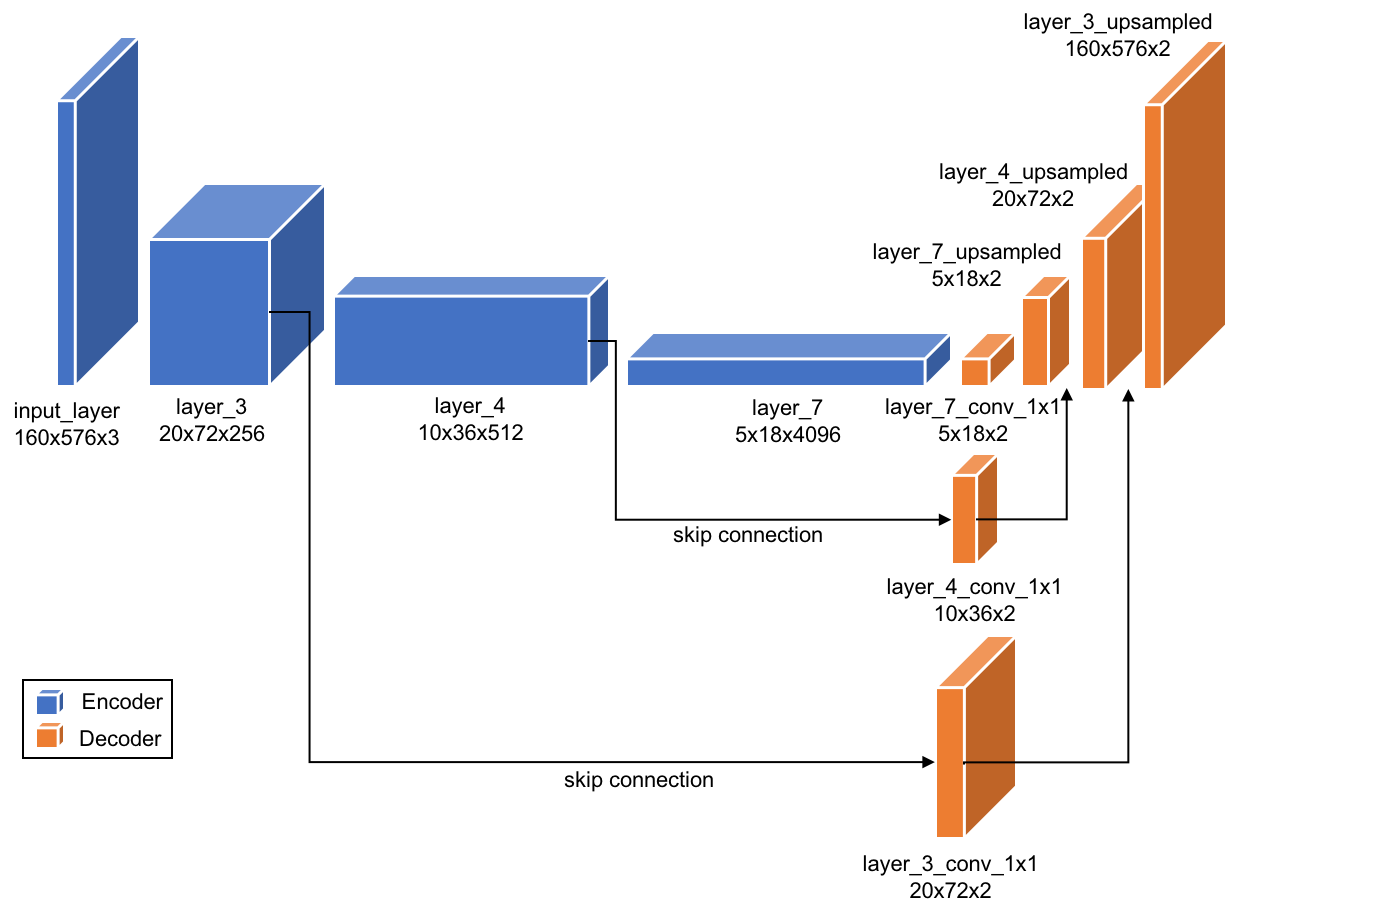 layer_3_upsampled
160x576x2
layer_4_upsampled
20x72x2
layer_7_upsampled
5x18x2
input_layer
160x576x3
layer_3
20x72x256
layer_4
10x36x512
layer_7
5x18x4096
layer_7_conv_1x1
5x18x2
skip connection
layer_4_conv_1x1
10x36x2
Encoder
Decoder
skip connection
layer_3_conv_1x1
20x72x2